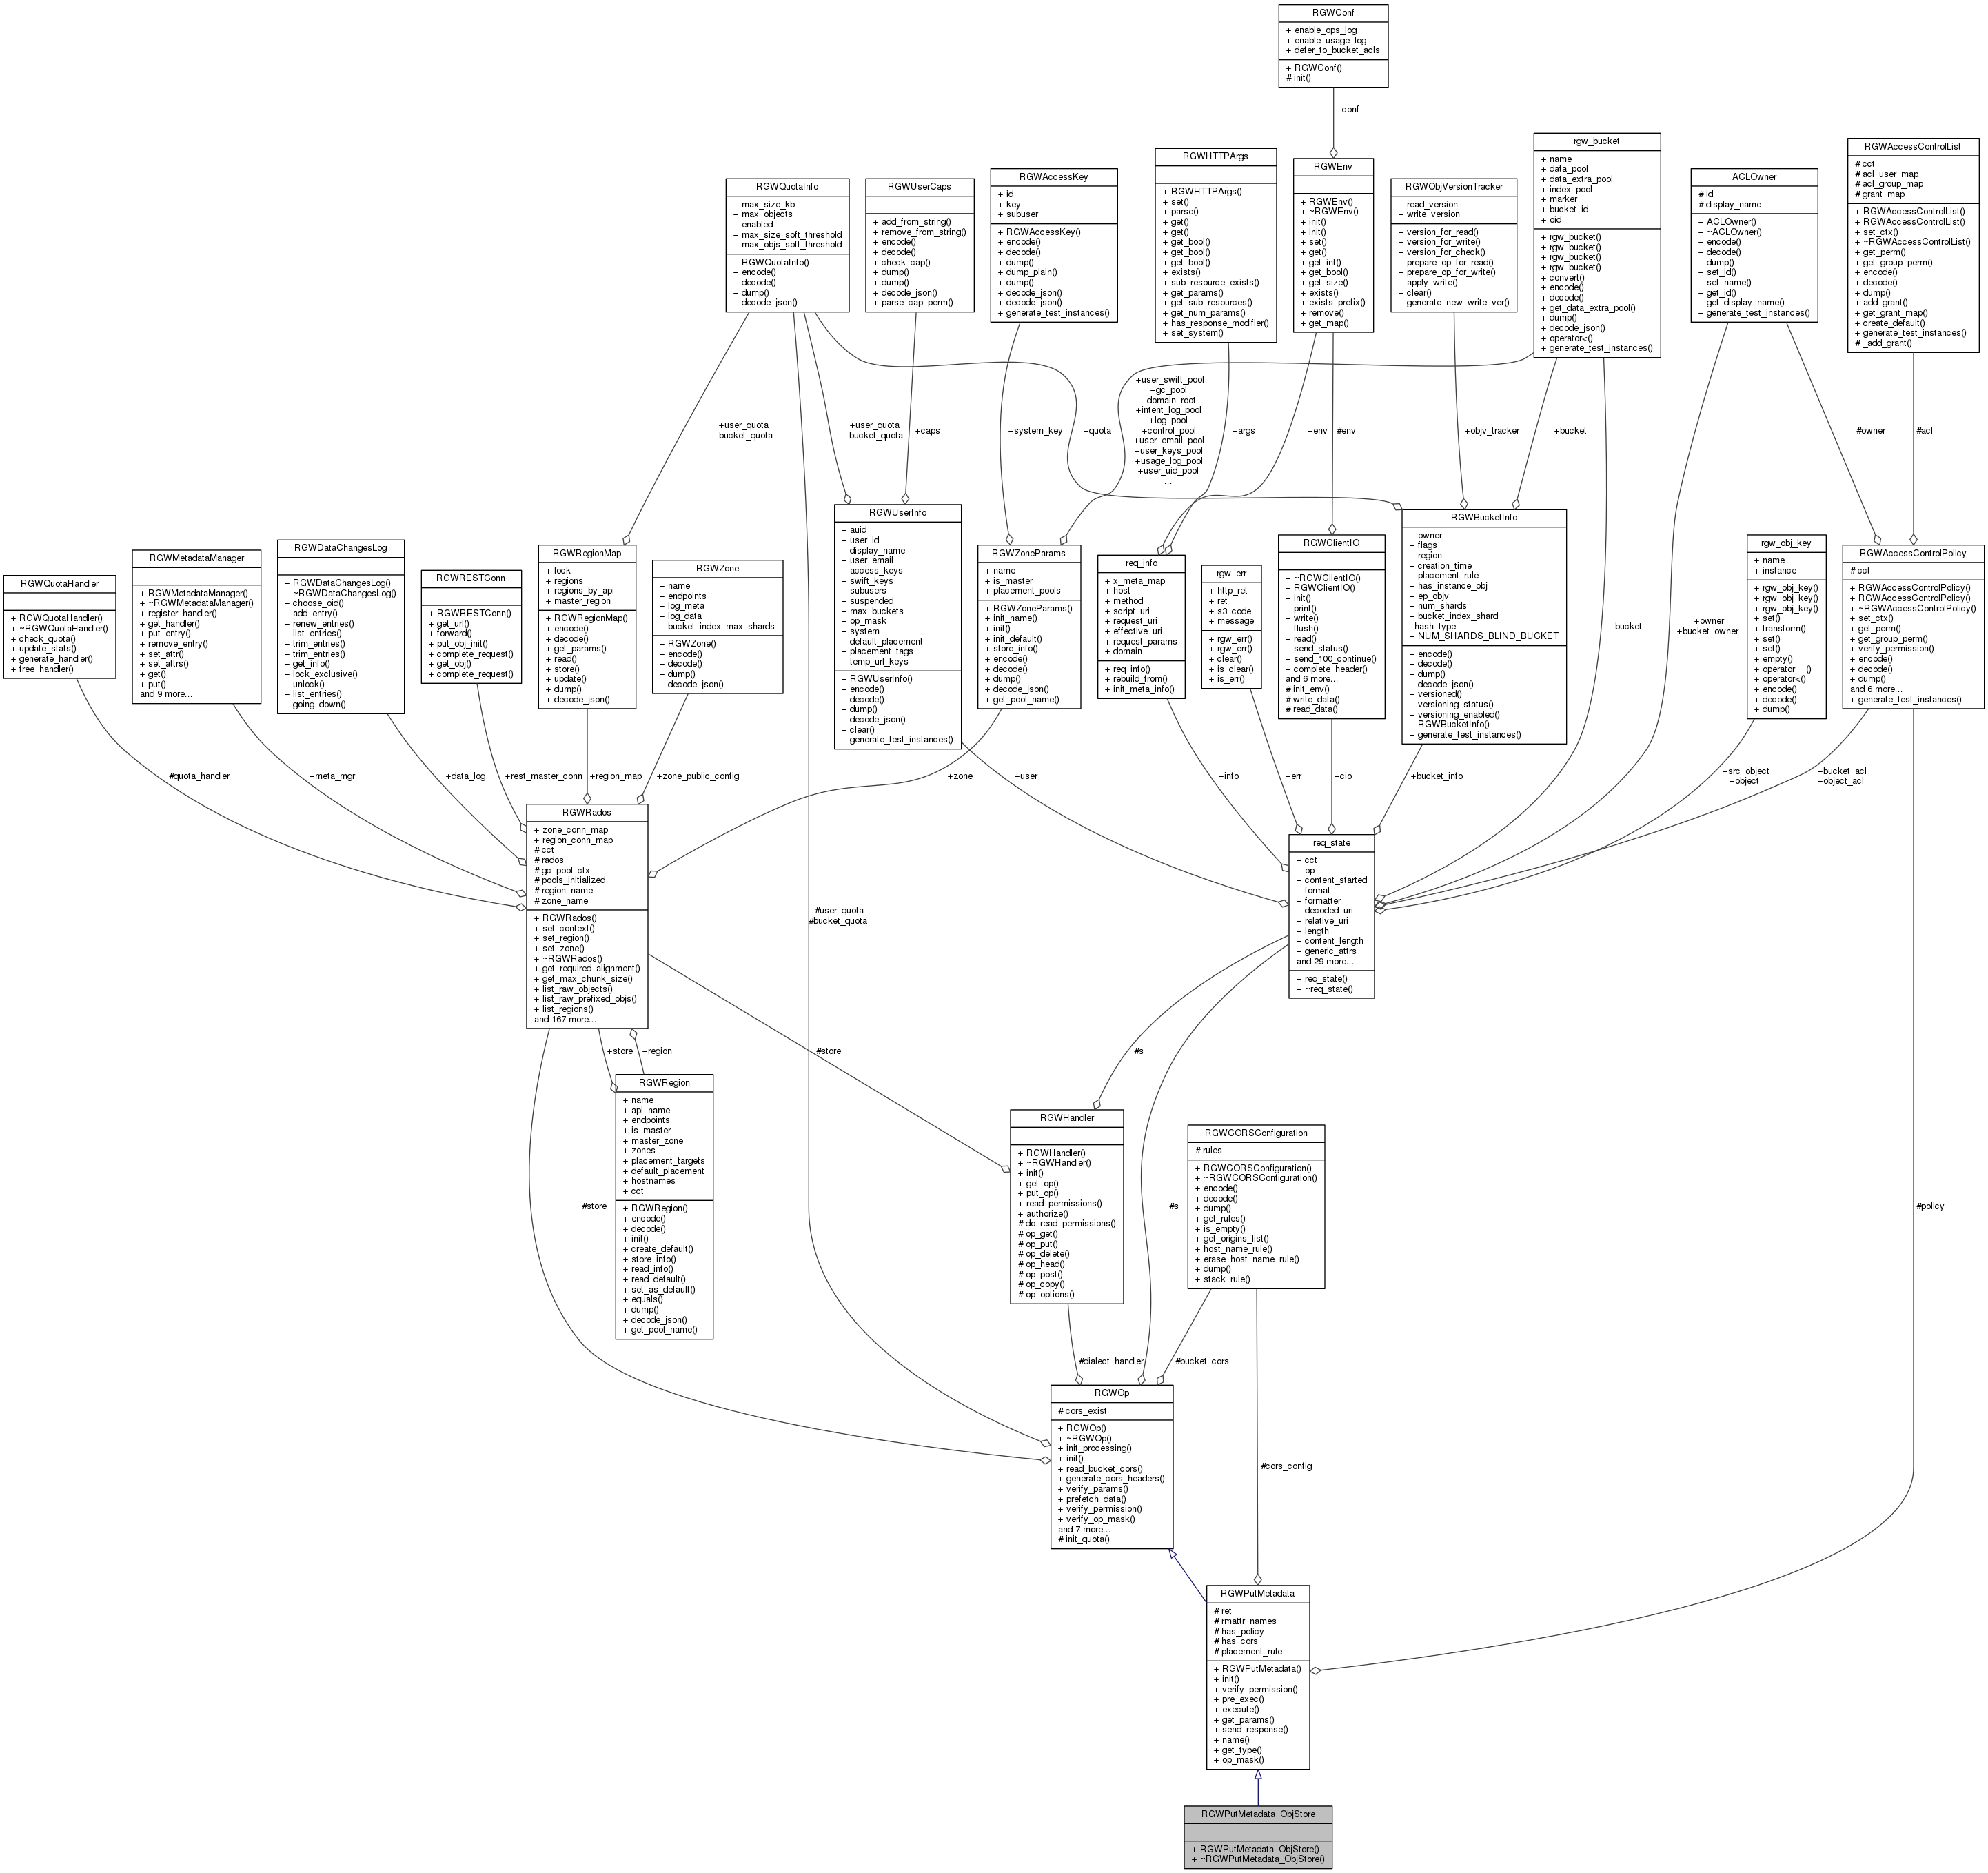 RGWConf
+ enable_ops_log
+ enable_usage_log
+ defer_to_bucket_acls
+ RGWConf()
# init()
+conf
RGWQuotaInfo
+ max_size_kb
+ max_objects
+ enabled
+ max_size_soft_threshold
+ max_objs_soft_threshold
+ RGWQuotaInfo()
+ encode()
+ decode()
+ dump()
+ decode_json()
RGWUserCaps
+ add_from_string()
+ remove_from_string()
+ encode()
+ decode()
+ check_cap()
+ dump()
+ dump()
+ decode_json()
+ parse_cap_perm()
RGWAccessKey
+ id
+ key
+ subuser
+ RGWAccessKey()
+ encode()
+ decode()
+ dump()
+ dump_plain()
+ dump()
+ decode_json()
+ decode_json()
+ generate_test_instances()
RGWHTTPArgs
+ RGWHTTPArgs()
+ set()
+ parse()
+ get()
+ get()
+ get_bool()
+ get_bool()
+ get_bool()
+ exists()
+ sub_resource_exists()
+ get_params()
+ get_sub_resources()
+ get_num_params()
+ has_response_modifier()
+ set_system()
RGWEnv
+ RGWEnv()
+ ~RGWEnv()
+ init()
+ init()
+ set()
+ get()
+ get_int()
+ get_bool()
+ get_size()
+ exists()
+ exists_prefix()
+ remove()
+ get_map()
RGWObjVersionTracker
+ read_version
+ write_version
+ version_for_read()
+ version_for_write()
+ version_for_check()
+ prepare_op_for_read()
+ prepare_op_for_write()
+ apply_write()
+ clear()
+ generate_new_write_ver()
rgw_bucket
+ name
+ data_pool
+ data_extra_pool
+ index_pool
+ marker
+ bucket_id
+ oid
+ rgw_bucket()
+ rgw_bucket()
+ rgw_bucket()
+ rgw_bucket()
+ convert()
+ encode()
+ decode()
+ get_data_extra_pool()
+ dump()
+ decode_json()
+ operator<()
+ generate_test_instances()
ACLOwner
# id
# display_name
+ ACLOwner()
+ ~ACLOwner()
+ encode()
+ decode()
+ dump()
+ set_id()
+ set_name()
+ get_id()
+ get_display_name()
+ generate_test_instances()
RGWAccessControlList
# cct
# acl_user_map
# acl_group_map
# grant_map
+ RGWAccessControlList()
+ RGWAccessControlList()
+ set_ctx()
+ ~RGWAccessControlList()
+ get_perm()
+ get_group_perm()
+ encode()
+ decode()
+ dump()
+ add_grant()
+ get_grant_map()
+ create_default()
+ generate_test_instances()
# _add_grant()
+user_quota
+bucket_quota
+user_quota
+bucket_quota
+caps
+system_key
+quota
+user_swift_pool
+gc_pool
+domain_root
+intent_log_pool
+log_pool
+control_pool
+user_email_pool
+user_keys_pool
+usage_log_pool
+user_uid_pool
...
+args
+env
#env
+objv_tracker
+bucket
#owner
#acl
RGWQuotaHandler
+ RGWQuotaHandler()
+ ~RGWQuotaHandler()
+ check_quota()
+ update_stats()
+ generate_handler()
+ free_handler()
RGWMetadataManager
+ RGWMetadataManager()
+ ~RGWMetadataManager()
+ register_handler()
+ get_handler()
+ put_entry()
+ remove_entry()
+ set_attr()
+ set_attrs()
+ get()
+ put()
and 9 more...
RGWDataChangesLog
+ RGWDataChangesLog()
+ ~RGWDataChangesLog()
+ choose_oid()
+ add_entry()
+ renew_entries()
+ list_entries()
+ trim_entries()
+ trim_entries()
+ get_info()
+ lock_exclusive()
+ unlock()
+ list_entries()
+ going_down()
RGWRESTConn
+ RGWRESTConn()
+ get_url()
+ forward()
+ put_obj_init()
+ complete_request()
+ get_obj()
+ complete_request()
RGWRegionMap
+ lock
+ regions
+ regions_by_api
+ master_region
+ RGWRegionMap()
+ encode()
+ decode()
+ get_params()
+ read()
+ store()
+ update()
+ dump()
+ decode_json()
RGWZone
+ name
+ endpoints
+ log_meta
+ log_data
+ bucket_index_max_shards
+ RGWZone()
+ encode()
+ decode()
+ dump()
+ decode_json()
RGWUserInfo
+ auid
+ user_id
+ display_name
+ user_email
+ access_keys
+ swift_keys
+ subusers
+ suspended
+ max_buckets
+ op_mask
+ system
+ default_placement
+ placement_tags
+ temp_url_keys
+ RGWUserInfo()
+ encode()
+ decode()
+ dump()
+ decode_json()
+ clear()
+ generate_test_instances()
RGWZoneParams
+ name
+ is_master
+ placement_pools
+ RGWZoneParams()
+ init_name()
+ init()
+ init_default()
+ store_info()
+ encode()
+ decode()
+ dump()
+ decode_json()
+ get_pool_name()
req_info
+ x_meta_map
+ host
+ method
+ script_uri
+ request_uri
+ effective_uri
+ request_params
+ domain
+ req_info()
+ rebuild_from()
+ init_meta_info()
rgw_err
+ http_ret
+ ret
+ s3_code
+ message
+ rgw_err()
+ rgw_err()
+ clear()
+ is_clear()
+ is_err()
RGWClientIO
+ ~RGWClientIO()
+ RGWClientIO()
+ init()
+ print()
+ write()
+ flush()
+ read()
+ send_status()
+ send_100_continue()
+ complete_header()
and 6 more...
# init_env()
# write_data()
# read_data()
RGWBucketInfo
+ owner
+ flags
+ region
+ creation_time
+ placement_rule
+ has_instance_obj
+ ep_objv
+ num_shards
+ bucket_index_shard
_hash_type
+ NUM_SHARDS_BLIND_BUCKET
+ encode()
+ decode()
+ dump()
+ decode_json()
+ versioned()
+ versioning_status()
+ versioning_enabled()
+ RGWBucketInfo()
+ generate_test_instances()
rgw_obj_key
+ name
+ instance
+ rgw_obj_key()
+ rgw_obj_key()
+ rgw_obj_key()
+ set()
+ transform()
+ set()
+ set()
+ empty()
+ operator==()
+ operator<()
+ encode()
+ decode()
+ dump()
RGWAccessControlPolicy
# cct
+ RGWAccessControlPolicy()
+ RGWAccessControlPolicy()
+ ~RGWAccessControlPolicy()
+ set_ctx()
+ get_perm()
+ get_group_perm()
+ verify_permission()
+ encode()
+ decode()
+ dump()
and 6 more...
+ generate_test_instances()
+owner
+bucket_owner
+bucket
#quota_handler
+meta_mgr
+data_log
+rest_master_conn
+region_map
+zone_public_config
+zone
+user
+info
+err
+cio
+bucket_info
+src_object
+object
+bucket_acl
+object_acl
RGWRados
+ zone_conn_map
+ region_conn_map
# cct
# rados
# gc_pool_ctx
# pools_initialized
# region_name
# zone_name
+ RGWRados()
+ set_context()
+ set_region()
+ set_zone()
+ ~RGWRados()
+ get_required_alignment()
+ get_max_chunk_size()
+ list_raw_objects()
+ list_raw_prefixed_objs()
+ list_regions()
and 167 more...
req_state
+ cct
+ op
+ content_started
+ format
+ formatter
+ decoded_uri
+ relative_uri
+ length
+ content_length
+ generic_attrs
and 29 more...
+ req_state()
+ ~req_state()
#user_quota
#bucket_quota
+store
+region
#store
#s
RGWRegion
+ name
+ api_name
+ endpoints
+ is_master
+ master_zone
+ zones
+ placement_targets
+ default_placement
+ hostnames
+ cct
+ RGWRegion()
+ encode()
+ decode()
+ init()
+ create_default()
+ store_info()
+ read_info()
+ read_default()
+ set_as_default()
+ equals()
+ dump()
+ decode_json()
+ get_pool_name()
RGWHandler
+ RGWHandler()
+ ~RGWHandler()
+ init()
+ get_op()
+ put_op()
+ read_permissions()
+ authorize()
# do_read_permissions()
# op_get()
# op_put()
# op_delete()
# op_head()
# op_post()
# op_copy()
# op_options()
RGWCORSConfiguration
# rules
+ RGWCORSConfiguration()
+ ~RGWCORSConfiguration()
+ encode()
+ decode()
+ dump()
+ get_rules()
+ is_empty()
+ get_origins_list()
+ host_name_rule()
+ erase_host_name_rule()
+ dump()
+ stack_rule()
#store
#s
#policy
#dialect_handler
#bucket_cors
RGWOp
# cors_exist
+ RGWOp()
+ ~RGWOp()
+ init_processing()
+ init()
+ read_bucket_cors()
+ generate_cors_headers()
+ verify_params()
+ prefetch_data()
+ verify_permission()
+ verify_op_mask()
and 7 more...
# init_quota()
#cors_config
RGWPutMetadata
# ret
# rmattr_names
# has_policy
# has_cors
# placement_rule
+ RGWPutMetadata()
+ init()
+ verify_permission()
+ pre_exec()
+ execute()
+ get_params()
+ send_response()
+ name()
+ get_type()
+ op_mask()
RGWPutMetadata_ObjStore
+ RGWPutMetadata_ObjStore()
+ ~RGWPutMetadata_ObjStore()